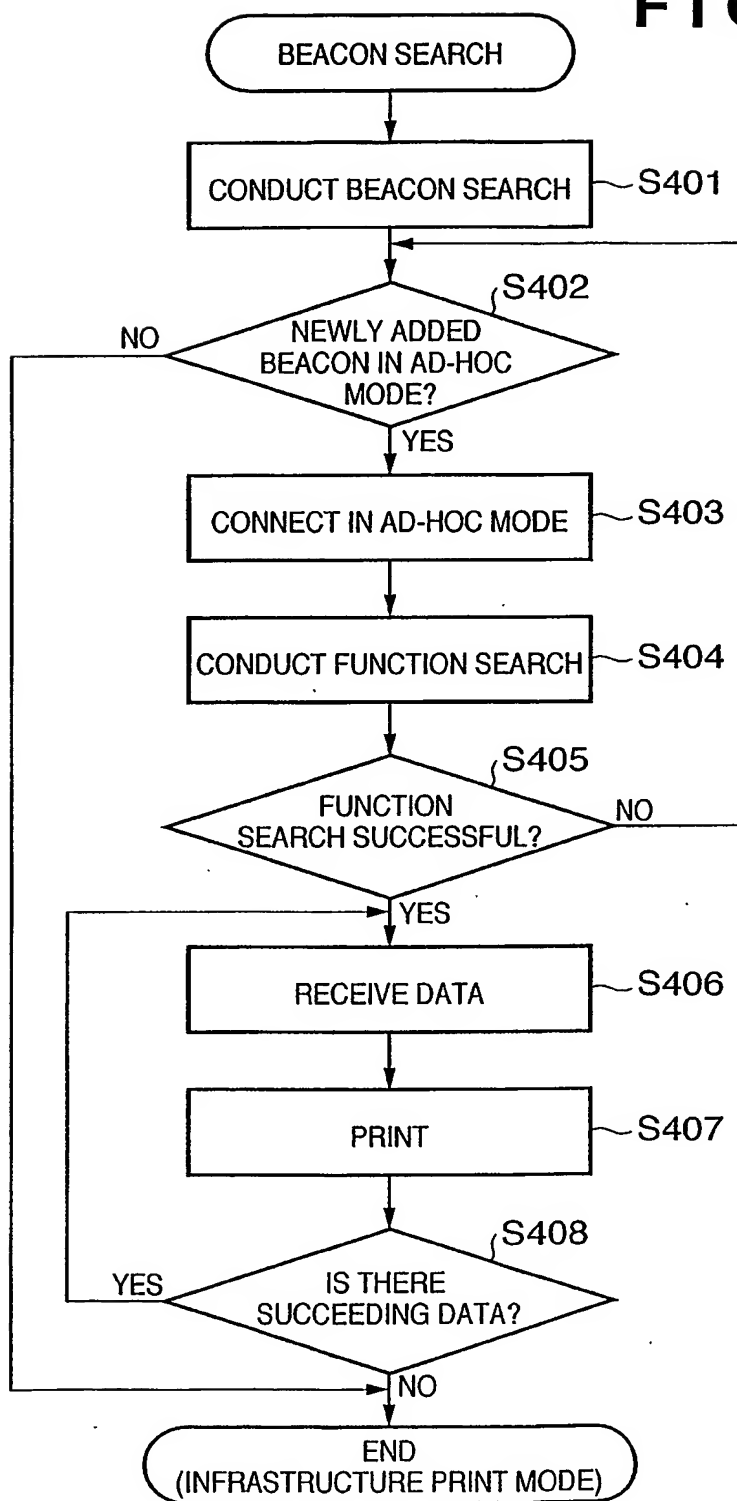 FIG
BEACON SEARCH
CONDUCT BEACON SEARCH
S401
S402
NO
NEWLY ADDED
BEACON IN AD-HOC
MODE?
YES
CONNECT IN AD-HOC MODE
S403
CONDUCT FUNCTION SEARCH
S404
S405
FUNCTION
SEARCH SUCCESSFUL?
NO
YES
RECEIVE DATA
S406
PRINT
S407
S408
YES
IS THERE
SUCCEEDING DATA?
NO
END
(INFRASTRUCTURE PRINT MODE)